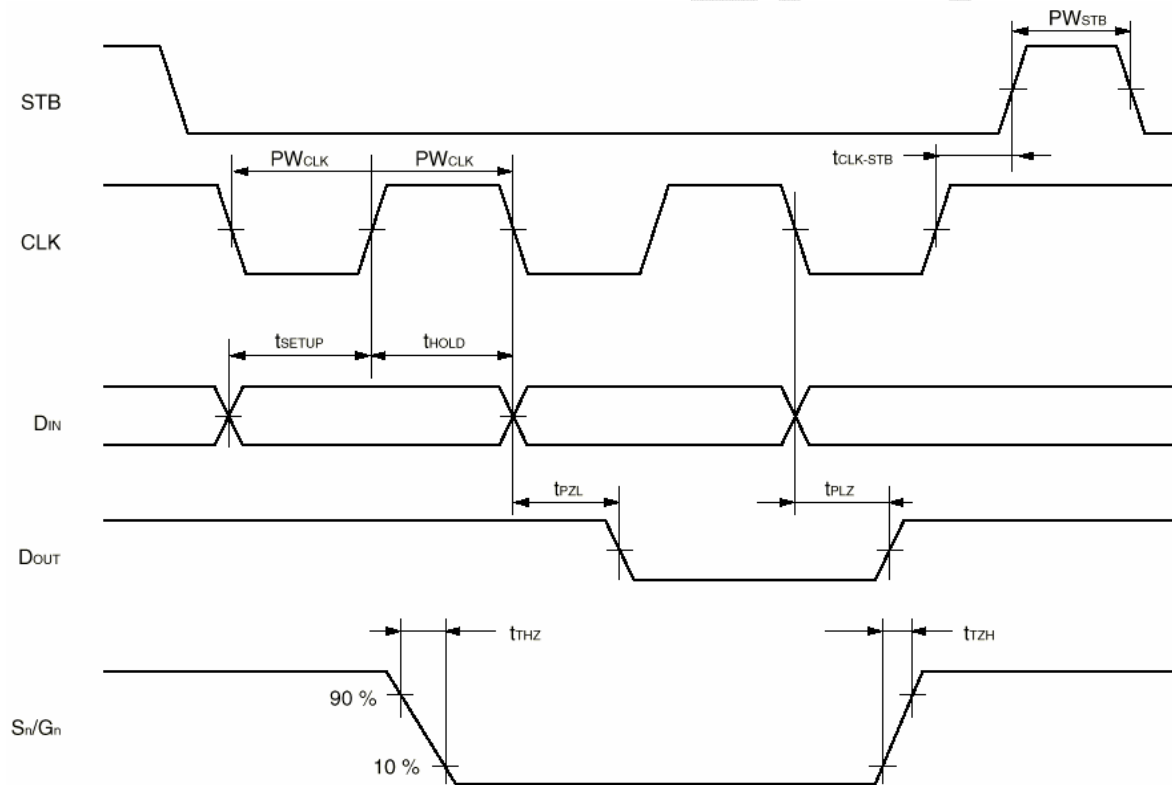 PWSTB
STB
tCLK-STB
PWCLK PWCLK
CLK
tSETUP tHOLD
DIN
tPZL tPLZ
DOUT
tTHZ tTZH
90 %
Sn/Gn
10 %